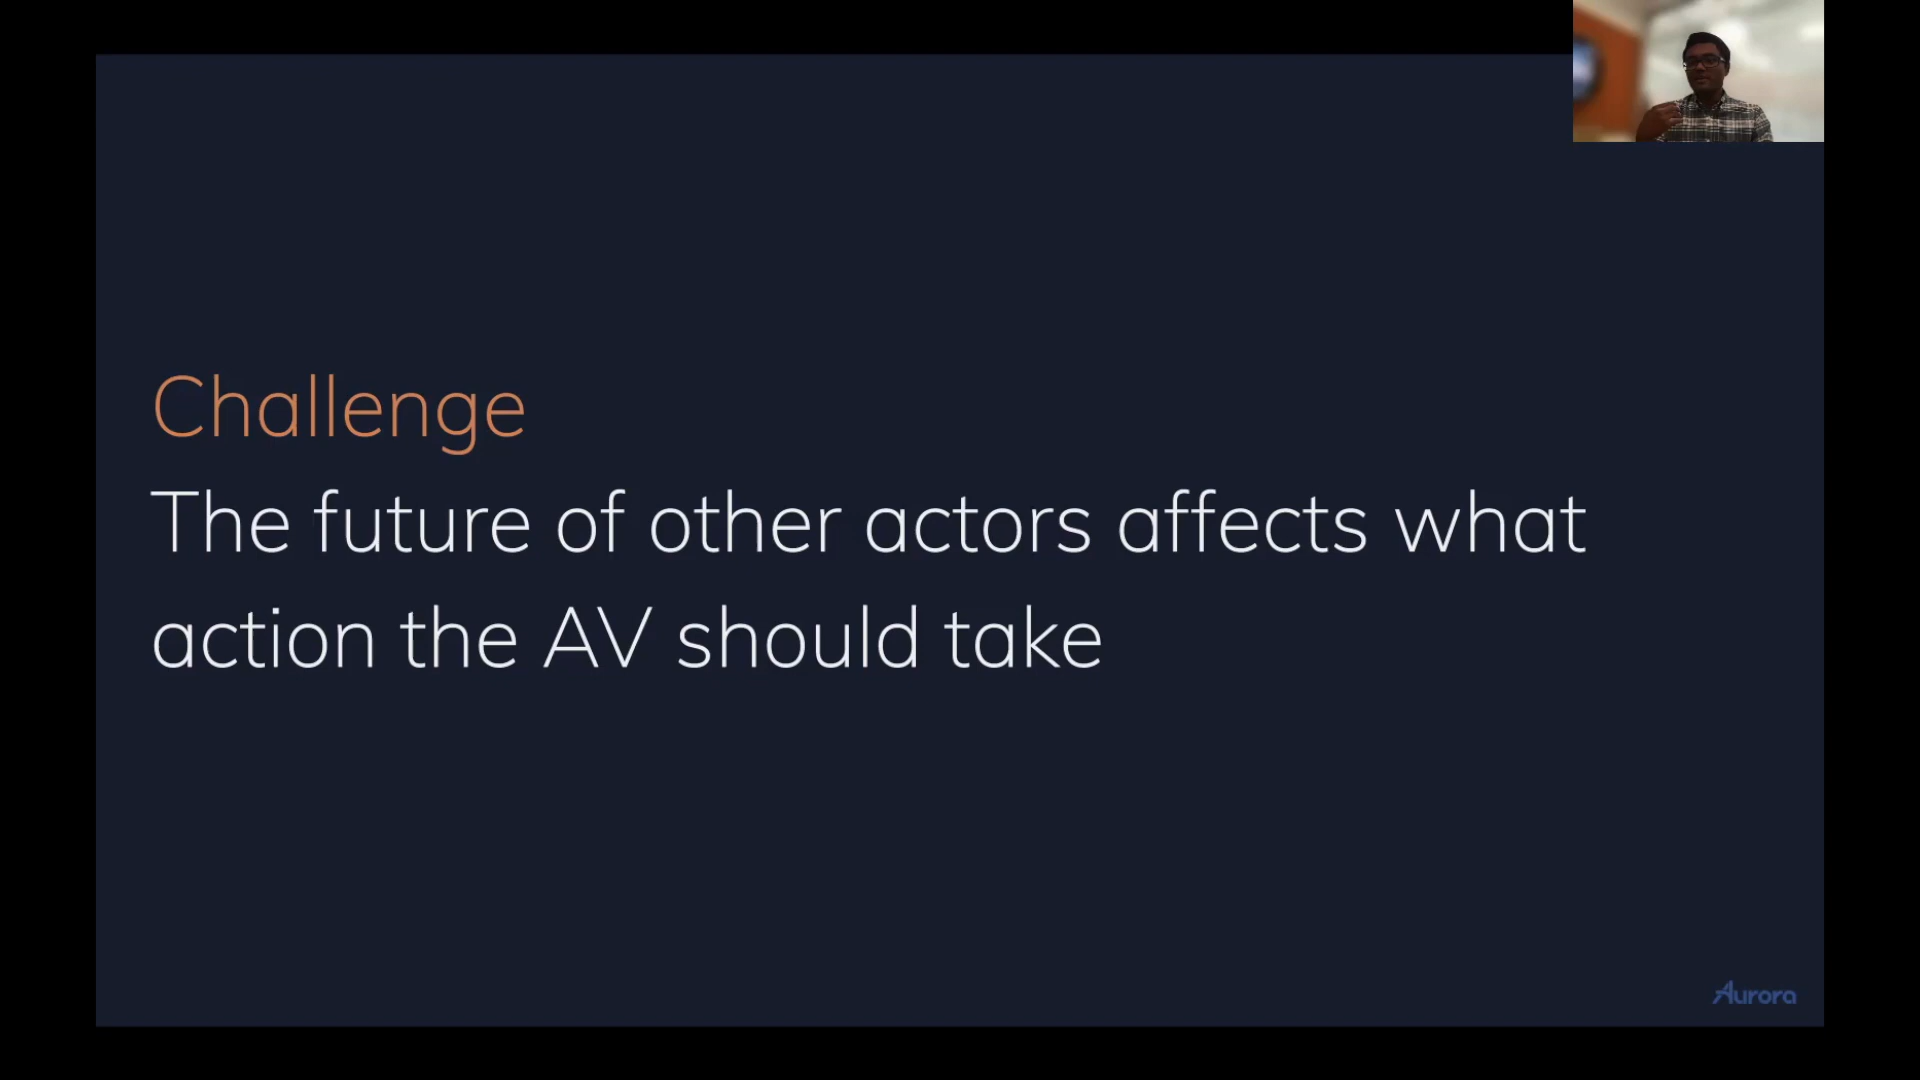 Challenge
The future of other actors affects what
action the AV should take
Aurora